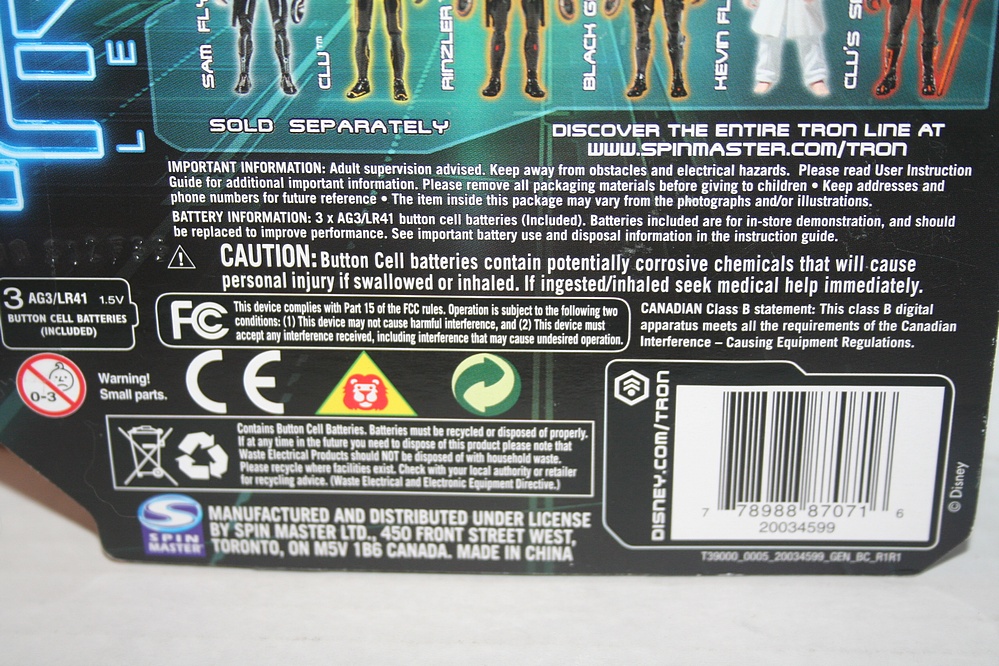 SAM FLY
CLU™
RINZLER
BLACK G
KEVIN FL
CLU'S SE
L E
SOLD SEPARATELY
DISCOVER THE ENTIRE TRON LINE AT
WWW.SPINMASTER.COM/TRON
IMPORTANT INFORMATION: Adult supervision advised. Keep away from obstacles and electrical hazards. Please read User Instruction
Guide for additional important information. Please remove all packaging materials before giving to children • Keep addresses and
phone numbers for future reference • The item inside this package may vary from the photographs and/or illustrations.
BATTERY INFORMATION: 3 x AG3/LR41 button cell batteries (Included). Batteries included are for in-store demonstration, and should
be replaced to improve performance. See important battery use and disposal information in the instruction guide.
CAUTION: Button Cell batteries contain potentially corrosive chemicals that will cause
personal injury if swallowed or inhaled. If ingested/inhaled seek medical help immediately.
3 AG3/LR41 1.5V
BUTTON CELL BATTERIES
(INCLUDED)
FC
This device complies with Part 15 of the FCC rules. Operation is subject to the following two
conditions: (1) This device may not cause harmful interference, and (2) This device must
accept any interference received, including interference that may cause undesired operation.
CANADIAN Class B statement: This class B digital
apparatus meets all the requirements of the Canadian
Interference – Causing Equipment Regulations.
0-3
Warning!
Small parts.
CE
Contains Button Cell Batteries. Batteries must be recycled or disposed of properly.
If at any time in the future you need to dispose of this product please note that
Waste Electrical Products should NOT be disposed of with household waste.
Please recycle where facilities exist. Check with your local authority or retailer
for recycling advice. (Waste Electrical and Electronic Equipment Directive.)
SPIN
MASTER™
MANUFACTURED AND DISTRIBUTED UNDER LICENSE
BY SPIN MASTER LTD., 450 FRONT STREET WEST,
TORONTO, ON M5V 1B6 CANADA. MADE IN CHINA
DISNEY.COM/TRON
7 78988 87071 6
20034599
© Disney
T39000_0005_20034599_GEN_BC_R1R1